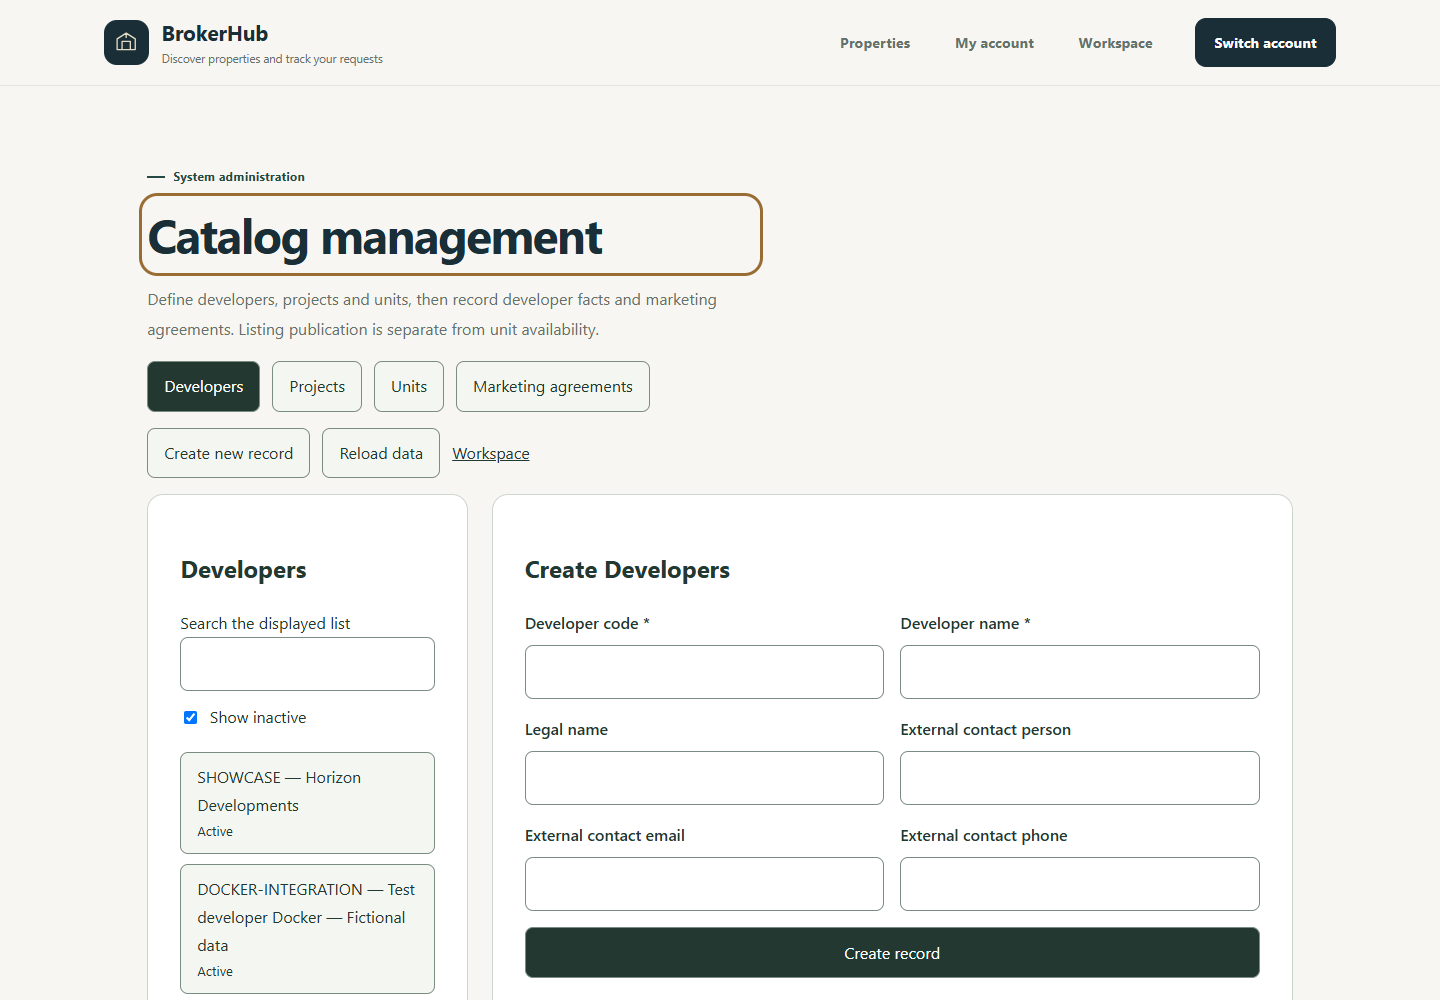 BrokerHub
Discover properties and track your requests
Properties
My account
Workspace
Switch account
System administration
Catalog management
Define developers, projects and units, then record developer facts and marketing
agreements. Listing publication is separate from unit availability.
Developers
Projects
Units
Marketing agreements
Create new record
Reload data
Workspace
Developers
Search the displayed list
Show inactive
SHOWCASE — Horizon
Developments
Active
DOCKER-INTEGRATION — Test
developer Docker — Fictional
data
Active
Create Developers
Developer code *
Developer name *
Legal name
External contact person
External contact email
External contact phone
Create record